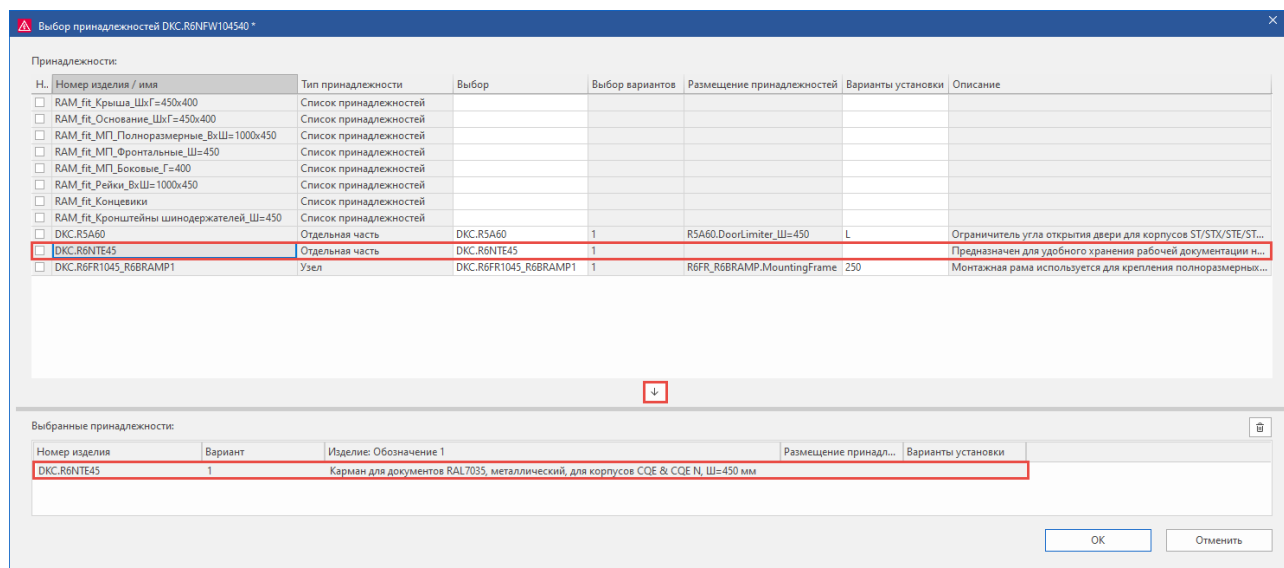 Выбор принадлежностей DKC.R6NFW104540 *
Принадлежности:
Н.. Номер изделия / имя Тип принадлежности Выбор Выбор вариантов Размещение принадлежностей Варианты установки Описание
RAM_fit_Крыша_ШхГ=450x400 Список принадлежностей
RAM_fit_Основание_ШхГ=450x400 Список принадлежностей
RAM_fit_МП_Полноразмерные_ВхШ=1000x450 Список принадлежностей
RAM_fit_МП_Фронтальные_Ш=450 Список принадлежностей
RAM_fit_МП_Боковые_Г=400 Список принадлежностей
RAM_fit_Рейки_ВхШ=1000x450 Список принадлежностей
RAM_fit_Концевики Список принадлежностей
RAM_fit_Кронштейны шинодержателей_Ш=450 Список принадлежностей
DKC.R5A60 Отдельная часть DKC.R5A60 1 R5A60.DoorLimiter_Ш=450 L Ограничитель угла открытия двери для корпусов ST/STX/STE/ST...
DKC.R6NTE45 Отдельная часть DKC.R6NTE45 1 Предназначен для удобного хранения рабочей документации н...
DKC.R6FR1045_R6BRAMP1 Узел DKC.R6FR1045_R6BRAMP1 1 R6FR_R6BRAMP.MountingFrame 250 Монтажная рама используется для крепления полноразмерных...
Выбранные принадлежности:
Номер изделия Вариант Изделие: Обозначение 1 Размещение принадл... Варианты установки
DKC.R6NTE45 1 Карман для документов RAL7035, металлический, для корпусов CQE & CQE N, Ш=450 мм
ОК Отменить